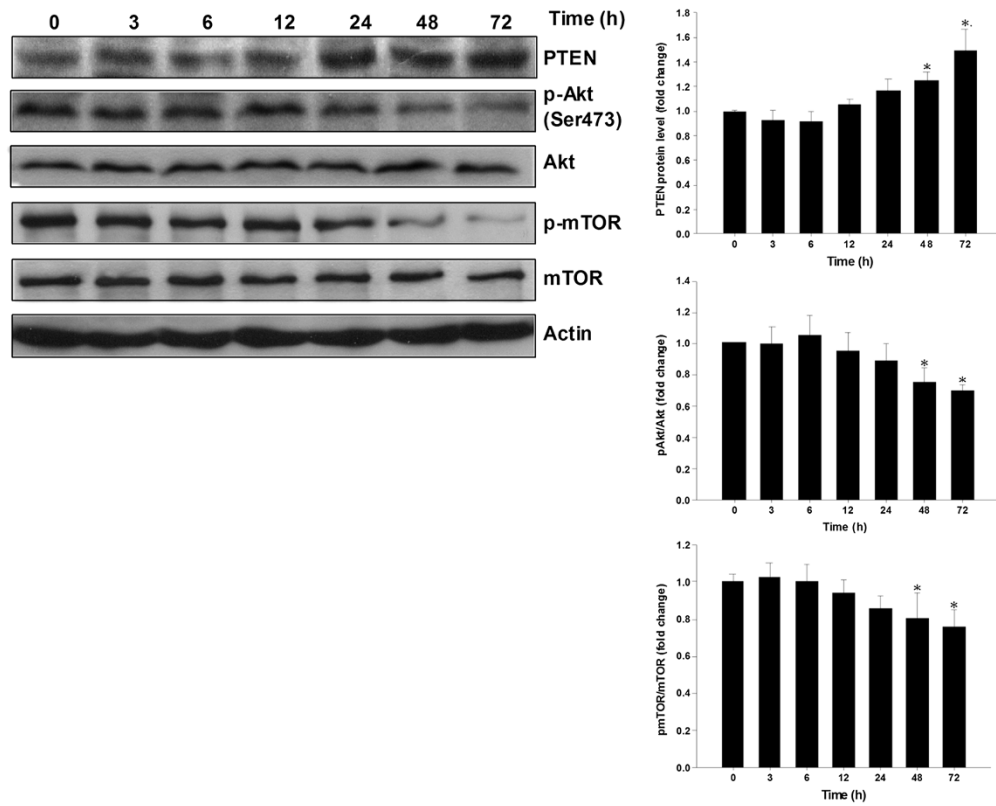 0 3 6 12 24 48 72 Time (h)
PTEN
p-Akt
(Ser473)
Akt
p-mTOR
mTOR
Actin
PTEN protein level (fold change)
1.8
1.6
1.4
1.2
1.0
0.8
0.6
0.4
0.2
0.0
*
*.
0 3 6 12 24 48 72
Time (h)
pAkt/Akt (fold change)
1.4
1.2
1.0
0.8
0.6
0.4
0.2
0.0
*
*
0 3 6 12 24 48 72
Time (h)
pmTOR/mTOR (fold change)
1.2
1.0
0.8
0.6
0.4
0.2
0.0
*
*
0 3 6 12 24 48 72
Time (h)